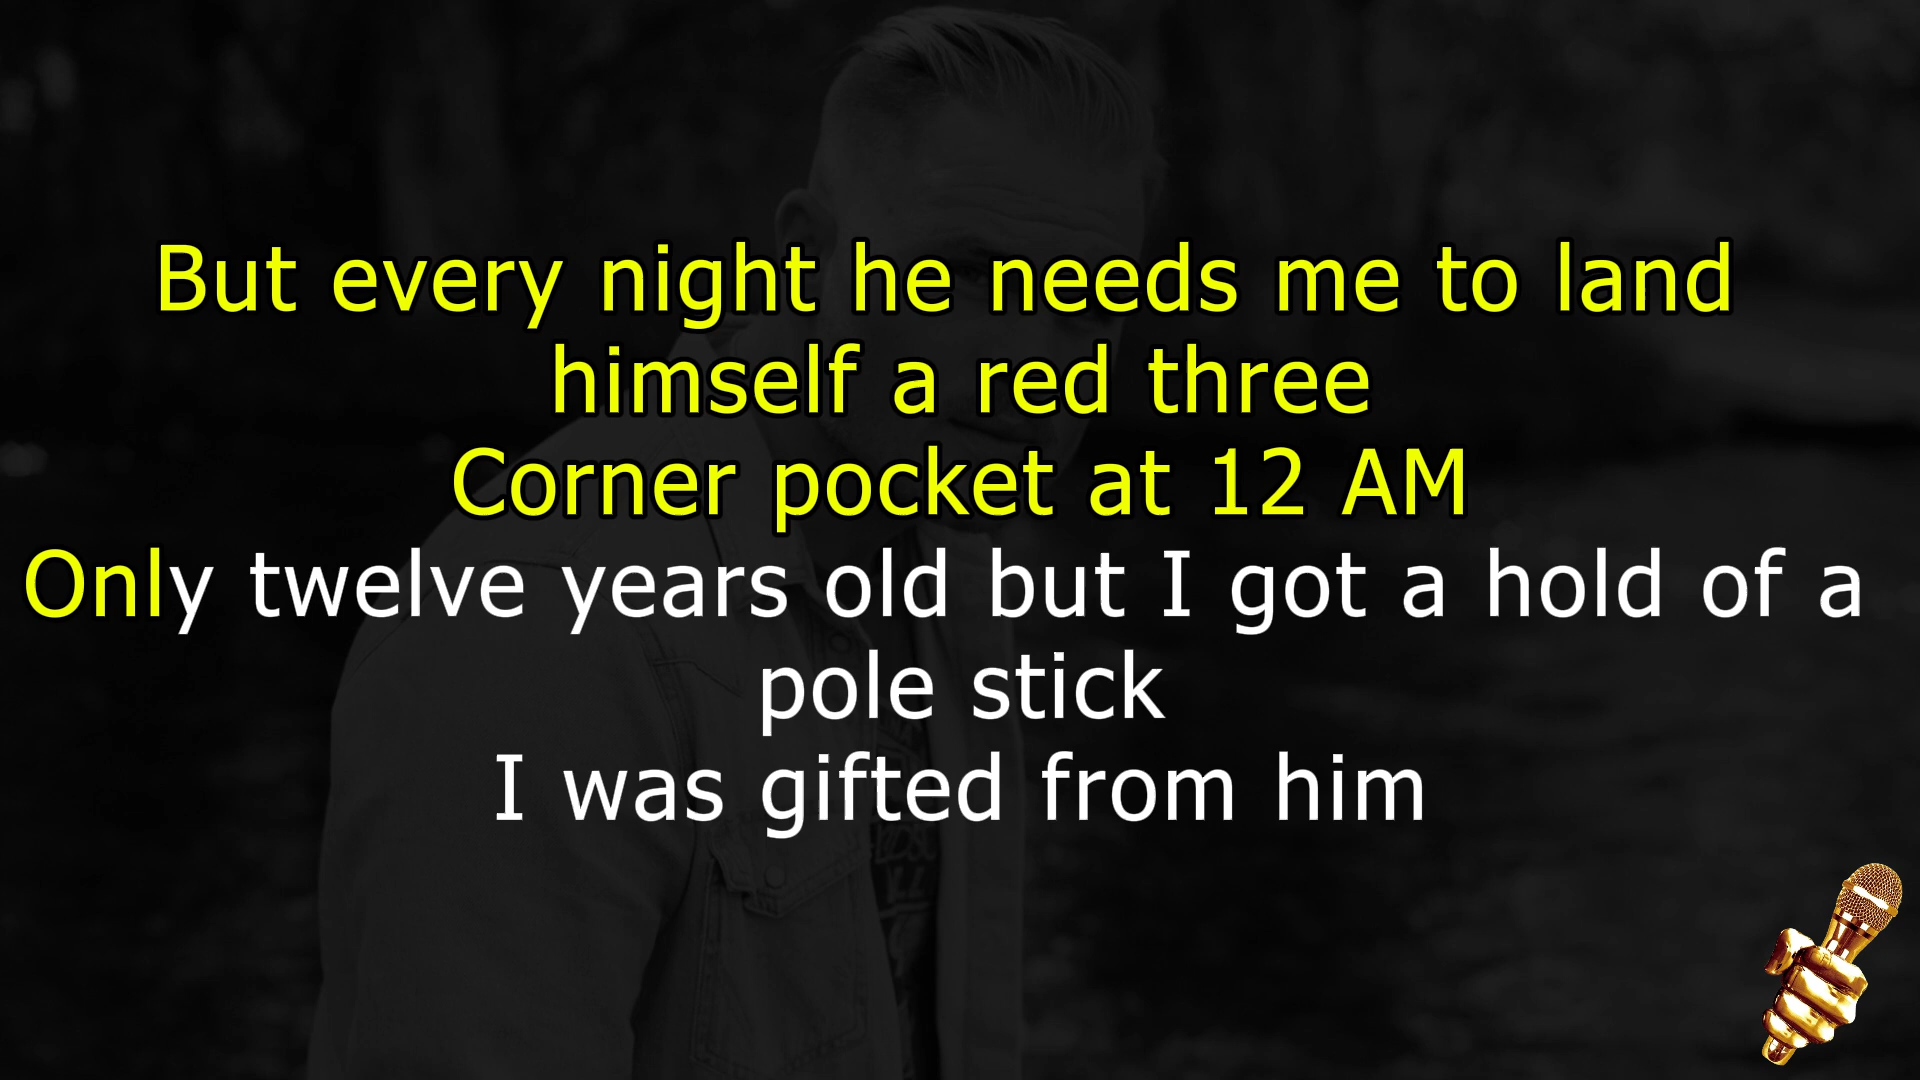 But every night he needs me to land
himself a red three
Corner pocket at 12 AM
Only twelve years old but I got a hold of a
pole stick
I was gifted from him